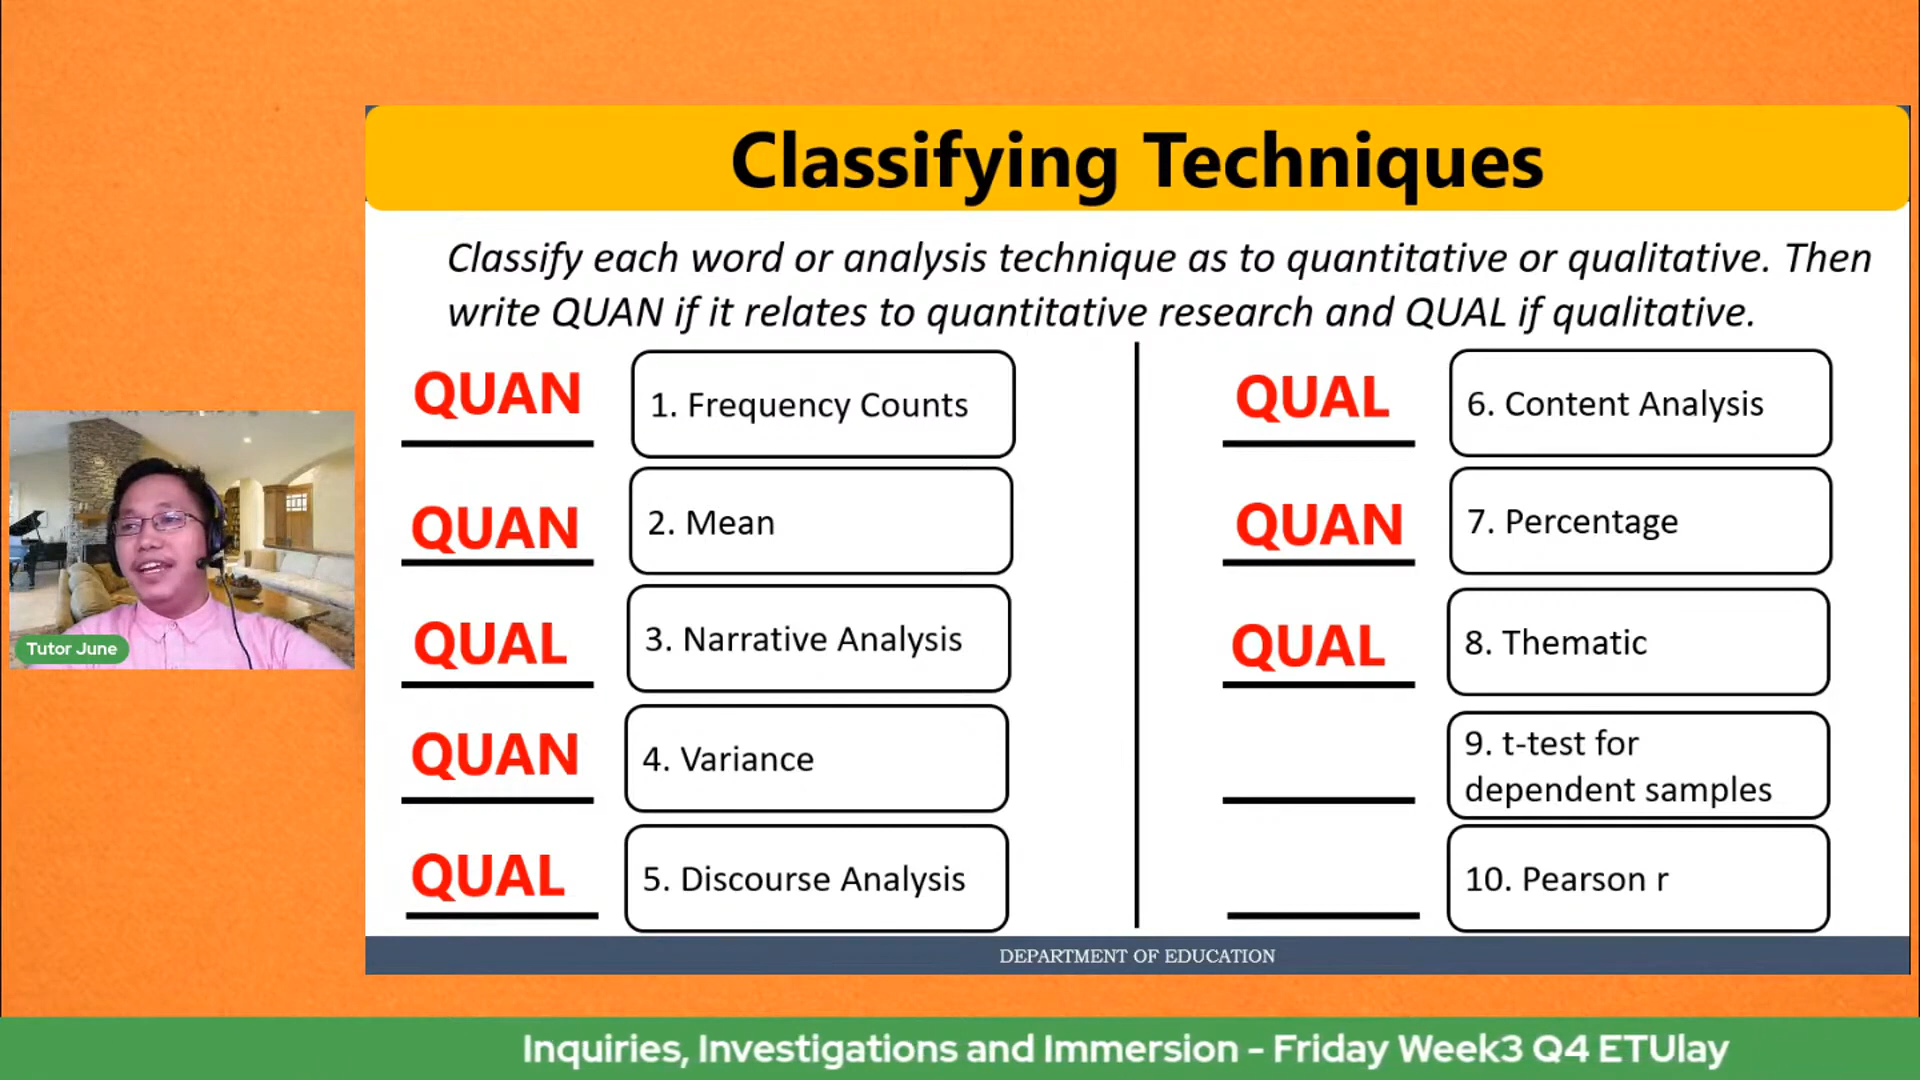 Classifying Techniques
Classify each word or analysis technique as to quantitative or qualitative. Then
write QUAN if it relates to quantitative research and QUAL if qualitative.
QUAN 1. Frequency Counts
QUAN 2. Mean
QUAL 3. Narrative Analysis
QUAN 4. Variance
QUAL 5. Discourse Analysis
QUAL 6. Content Analysis
QUAN 7. Percentage
QUAL 8. Thematic
9. t-test for
dependent samples
10. Pearson r
Tutor June
DEPARTMENT OF EDUCATION
Inquiries, Investigations and Immersion - Friday Week3 Q4 ETUlay